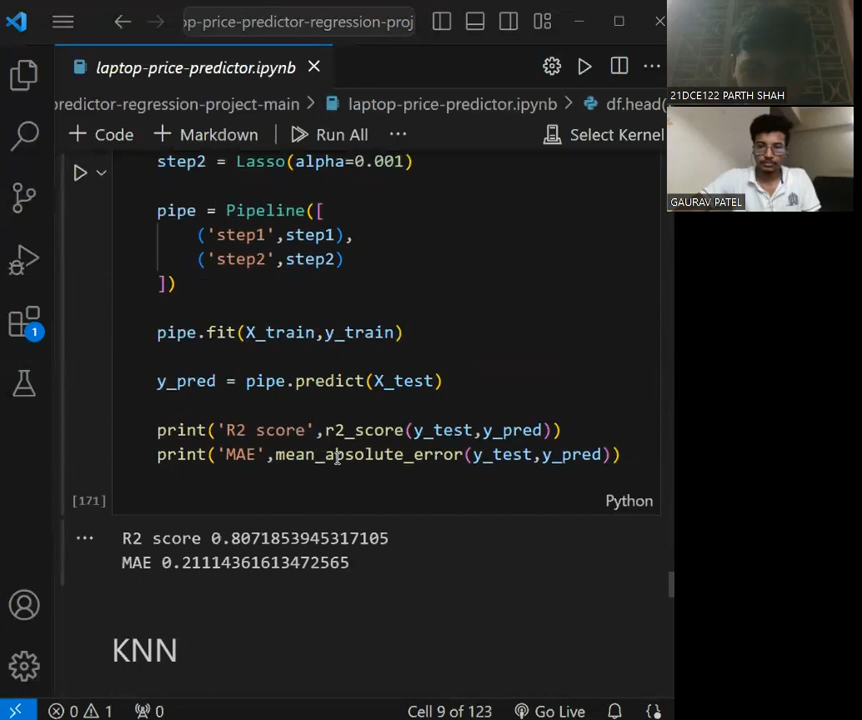 op-price-predictor-regression-proj
laptop-price-predictor.ipynb
predictor-regression-project-main > laptop-price-predictor.ipynb > df.head(
+ Code + Markdown Run All ... Select Kernel
step2 = Lasso(alpha=0.001)
pipe = Pipeline([
('step1',step1),
('step2',step2)
])
pipe.fit(X_train,y_train)
y_pred = pipe.predict(X_test)
print('R2 score',r2_score(y_test,y_pred))
print('MAE',mean_absolute_error(y_test,y_pred))
[171]
Python
... R2 score 0.8071853945317105
MAE 0.21114361613472565
KNN
1
0 1 0 Cell 9 of 123 Go Live
21DCE122 PARTH SHAH
GAURAV PATEL